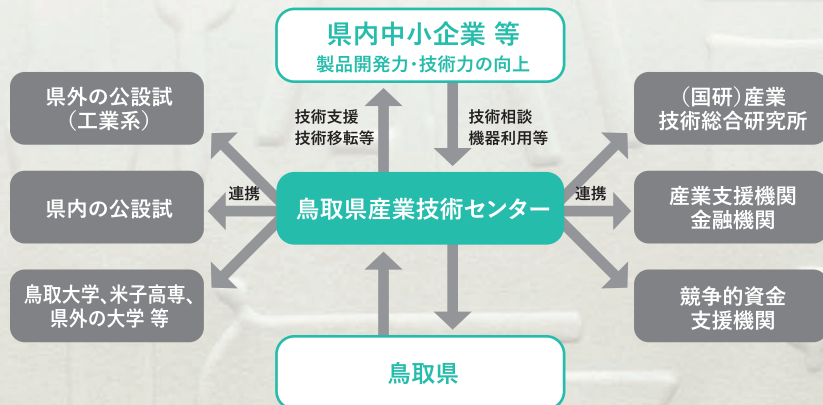 県内中小企業 等
製品開発力・技術力の向上
県外の公設試
（工業系）
技術支援
技術移転等
技術相談
機器利用等
（国研）産業
技術総合研究所
県内の公設試
連携
鳥取県産業技術センター
連携
産業支援機関
金融機関
鳥取大学、米子高専、
県外の大学 等
競争的資金
支援機関
鳥取県